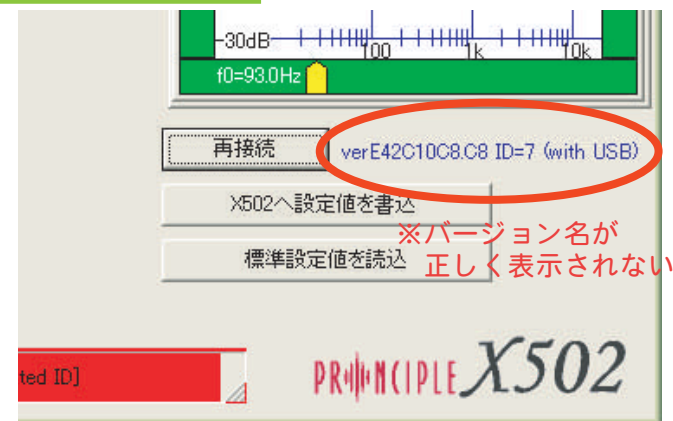 -30dB
100 1k 10k
f0=93.0Hz
再接続 verE42C10C8.C8 ID=7 (with USB)
X502へ設定値を書込
※バージョン名が
標準設定値を読込 正しく表示されない
ted ID]
PRINCIPLE X502